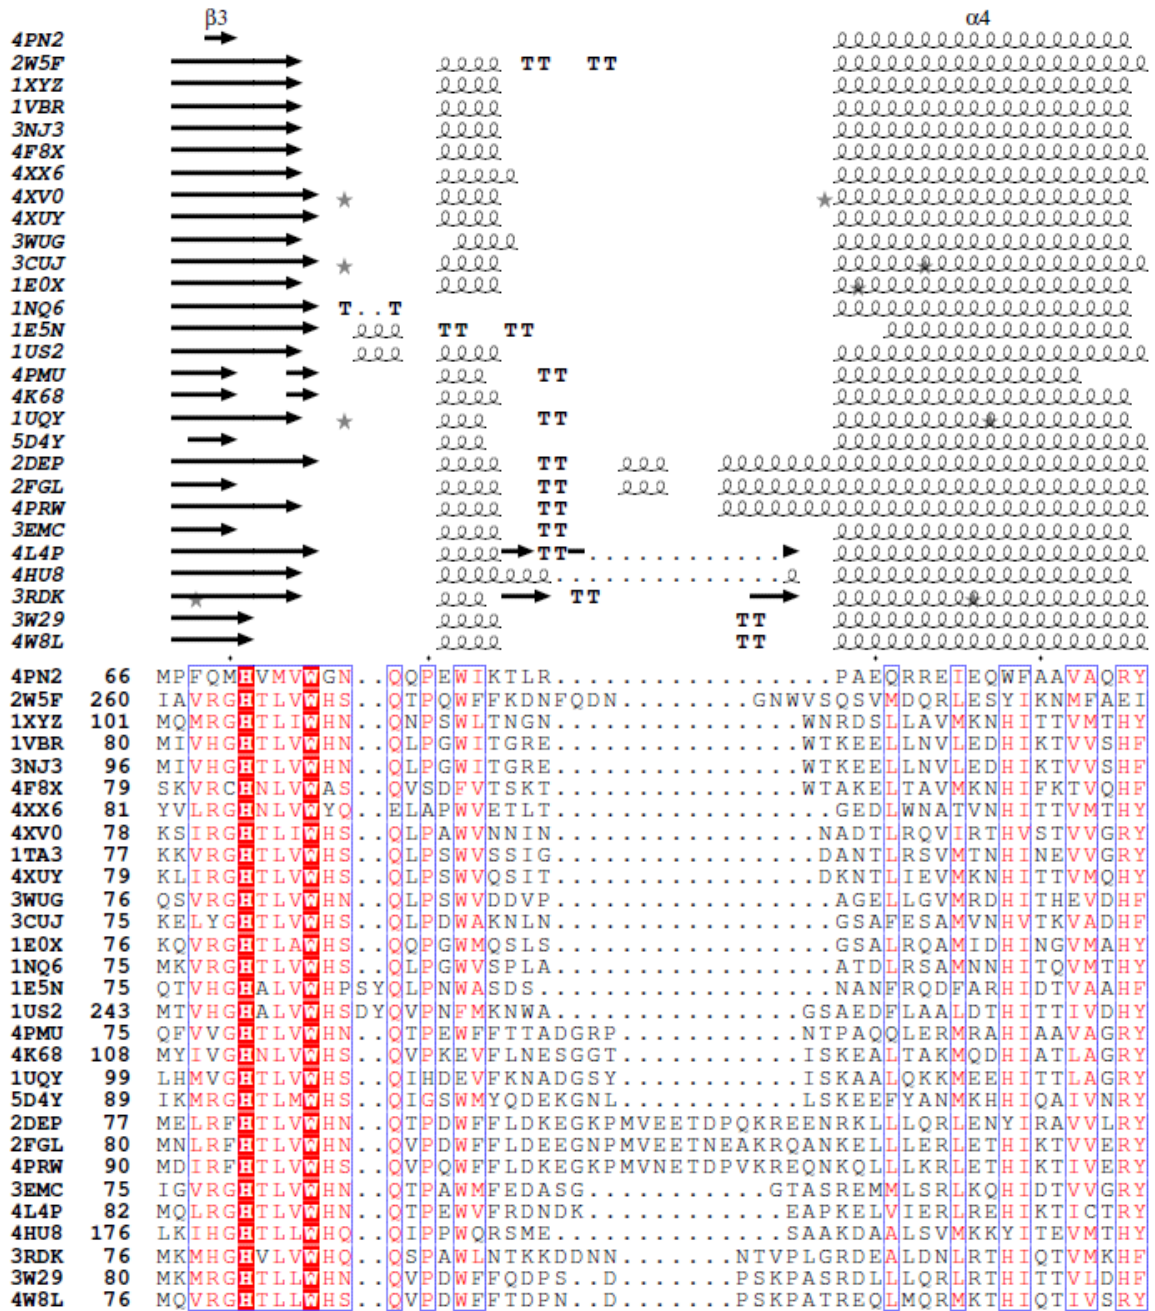 β3 α4
4PN2
2W5F TT TT
1XYZ
1VBR
3NJ3
4F8X
4XX6
4XV0
4XUY
3WUG
3CUJ
1E0X
1NQ6 T..T
1E5N TT TT
1US2
4PMU TT
4K68
1UQY TT
5D4Y
2DEP TT
2FGL TT
4PRW TT
3EMC TT
4L4P TT............
4HU8 ..............
3RDK TT
3W29 TT
4W8L TT
4PN2 66 MPFQMHVMVWGN..QQPEWIKTLR.................PAEQRREIEQWFAAVAQRY
2W5F 260 IAVRGHTLVWHS..QTPQWFFKDNFQDN........GNWVSQSVMDQRLESYIKNMFAEI
1XYZ 101 MQMRGHTLIWHN..QNPSWLTNGN...............WNRDSLLAVMKNHITTVMTHY
1VBR 80 MIVHGHTLVWHN..QLPGWITGRE...............WTKEELLNVLEDHIKTVVSHF
3NJ3 96 MIVHGHTLVWHN..QLPGWITGRE...............WTKEELLNVLEDHIKTVVSHF
4F8X 79 SKVRCHNLVWAS..QVSDFVTSKT...............WTAKELTAVMKNHIFKTVQHF
4XX6 81 YVLRGHNLVWYQ..ELAPWVETLT.................GEDLWNATVNHITTVMTHY
4XV0 78 KSIRGHTLIWHS..QLPAWVNNIN................NADTLRQVIRTHVSTVVGRY
1TA3 77 KKVRGHTLVWHS..QLPSWVSSIG................DANTLRSVMTNHINEVVGRY
4XUY 79 KLIRGHTLVWHS..QLPSWVQSIT................DKNTLIEVMKNHITTVMQHY
3WUG 76 QSVRGHTLVWHN..QLPSWVDDVP.................AGELLGVMRDHITHEVDHF
3CUJ 75 KELYGHTLVWHS..QLPDWAKNLN.................GSAFESAMVNHVTKVADHF
1E0X 76 KQVRGHTLAWHS..QQPGWMQSLS.................GSALRQAMIDHINGVMAHY
1NQ6 75 MKVRGHTLVWHS..QLPGWVSPLA.................ATDLRSAMNNHITQVMTHY
1E5N 75 QTVHGHALVWHPSYQLPNWASDS..................NANFRQDFARHIDTVAAHF
1US2 243 MTVHGHALVWHSDYQVPNFMKNWA...............GSAEDFLAALDTHITTIVDHY
4PMU 75 QFVVGHTLVWHN..QTPEWFFTTADGRP...........NTPAQQLERMRAHIAAVAGRY
4K68 108 MYIVGHNLVWHS..QVPKEVFLNESGGT...........ISKEALTAKMQDHIATLAGRY
1UQY 99 LHMVGHTLVWHS..QIHDEVFKNADGSY...........ISKAALQKKMEEHITTLAGRY
5D4Y 89 IKMRGHTLMWHS..QIGSWMYQDEKGNL...........LSKEEFYANMKHHIQAIVNRY
2DEP 77 MELRFHTLVWHN..QTPDWFFLDKEGKPMVEETDPQKREENRKLLLQRLENYIRAVVLRY
2FGL 80 MNLRFHTLVWHN..QVPDWFFLDEEGKPMVEETNEAKRQANKELLLERLETHIKTVVERY
4PRW 90 MDIRFHTLVWHS..QVPQWFFLDKEGKPMVNETDPVKREQNKQLLLKRLETHIKTIVERY
3EMC 75 IGVRGHTLVWHN..QTPAWMFEDASG...........GTASREMMLSRLKQHIDTVVGRY
4L4P 82 MQLRGHTLVWHN..QTPEWVFRDNDK............EAPKELVIERLREHIKTICTRY
4HU8 176 LKIHGHTLLWHQ..QIPPWQRSME..............SAAKDAALSVMKKYITEVMTHY
3RDK 76 MKMHGHVLVWHQ..QSPAWLNTKKDDNN.......NTVPLGRDEALDNLRTHIQTVMKHF
3W29 80 MKMRGHTLLWHN..QVPDWFFQDPS..D.......PSKPASRDLLLQRLRTHITTVLDHF
4W8L 76 MQVRGHTLLWHN..QVPDWFFTDPN..D.......PSKPATREQLMQRMKTHIQTIVSRY